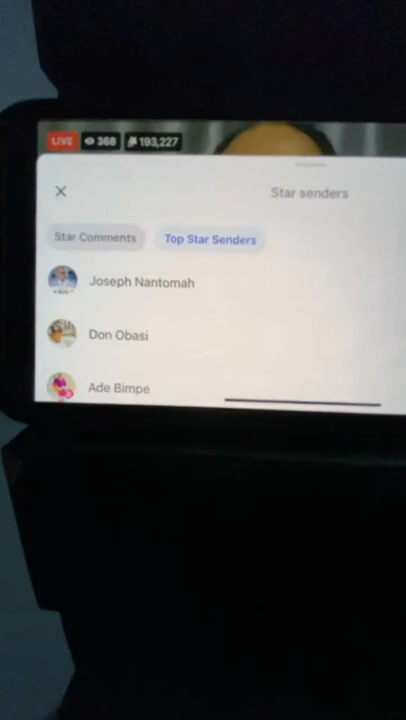 LIVE 368 193,227
Star senders
Star Comments Top Star Senders
Joseph Nantomah
Don Obasi
Ade Bimpe